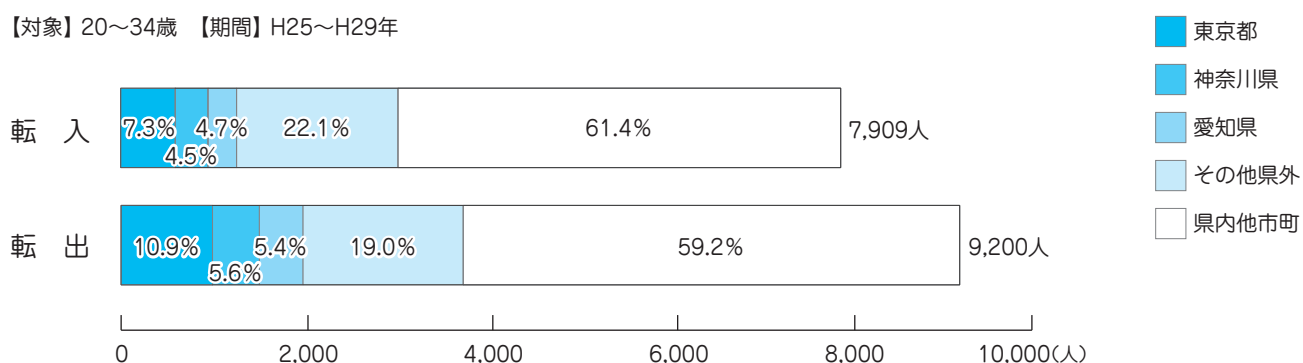 【対象】20〜34歳 【期間】H25〜H29年
東京都
神奈川県
愛知県
その他県外
県内他市町
転 入
7.3%
4.5%
4.7%
22.1%
61.4%
7,909人
転 出
10.9%
5.6%
5.4%
19.0%
59.2%
9,200人
0
2,000
4,000
6,000
8,000
10,000(人)